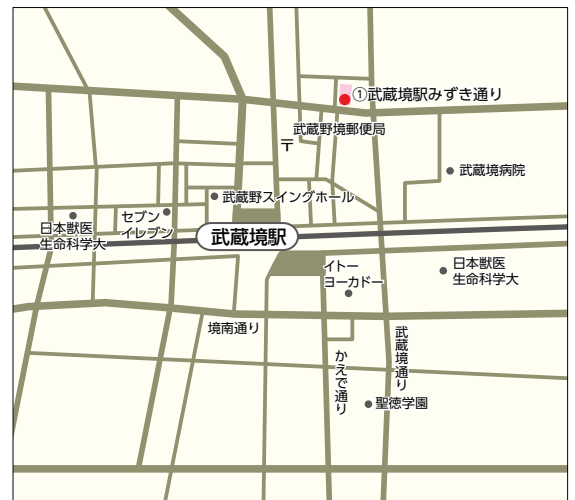 ①武蔵境駅みずき通り
武蔵野境郵便局
〒
武蔵境病院
武蔵野スイングホール
セブン
イレブン
日本獣医
生命科学大
武蔵境駅
イトー
ヨーカドー
日本獣医
生命科学大
境南通り
武蔵境通り
かえで通り
聖徳学園